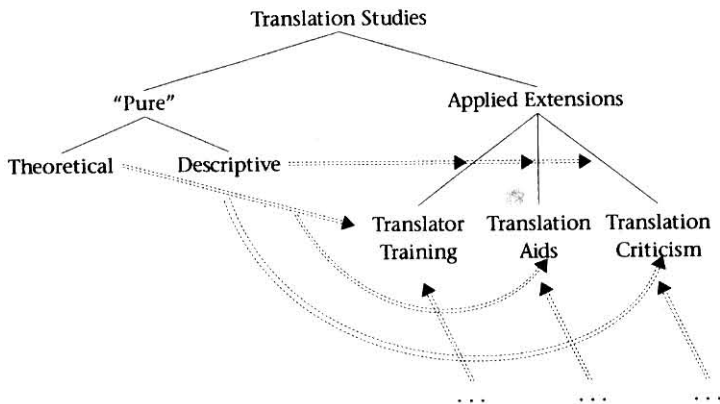 Translation Studies
“Pure”
Applied Extensions
Theoretical
Descriptive
Translator
Training
Translation
Aids
Translation
Criticism
...
...
...